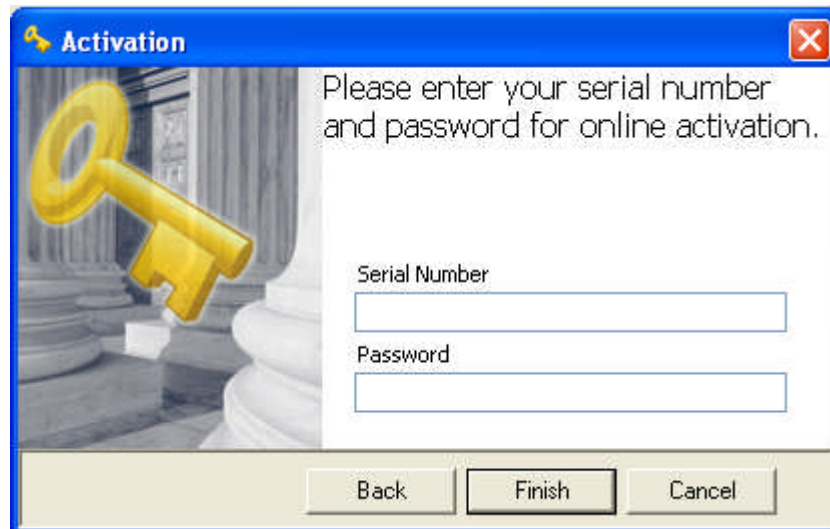 Activation
Please enter your serial number
and password for online activation.
Serial Number
Password
Back Finish Cancel